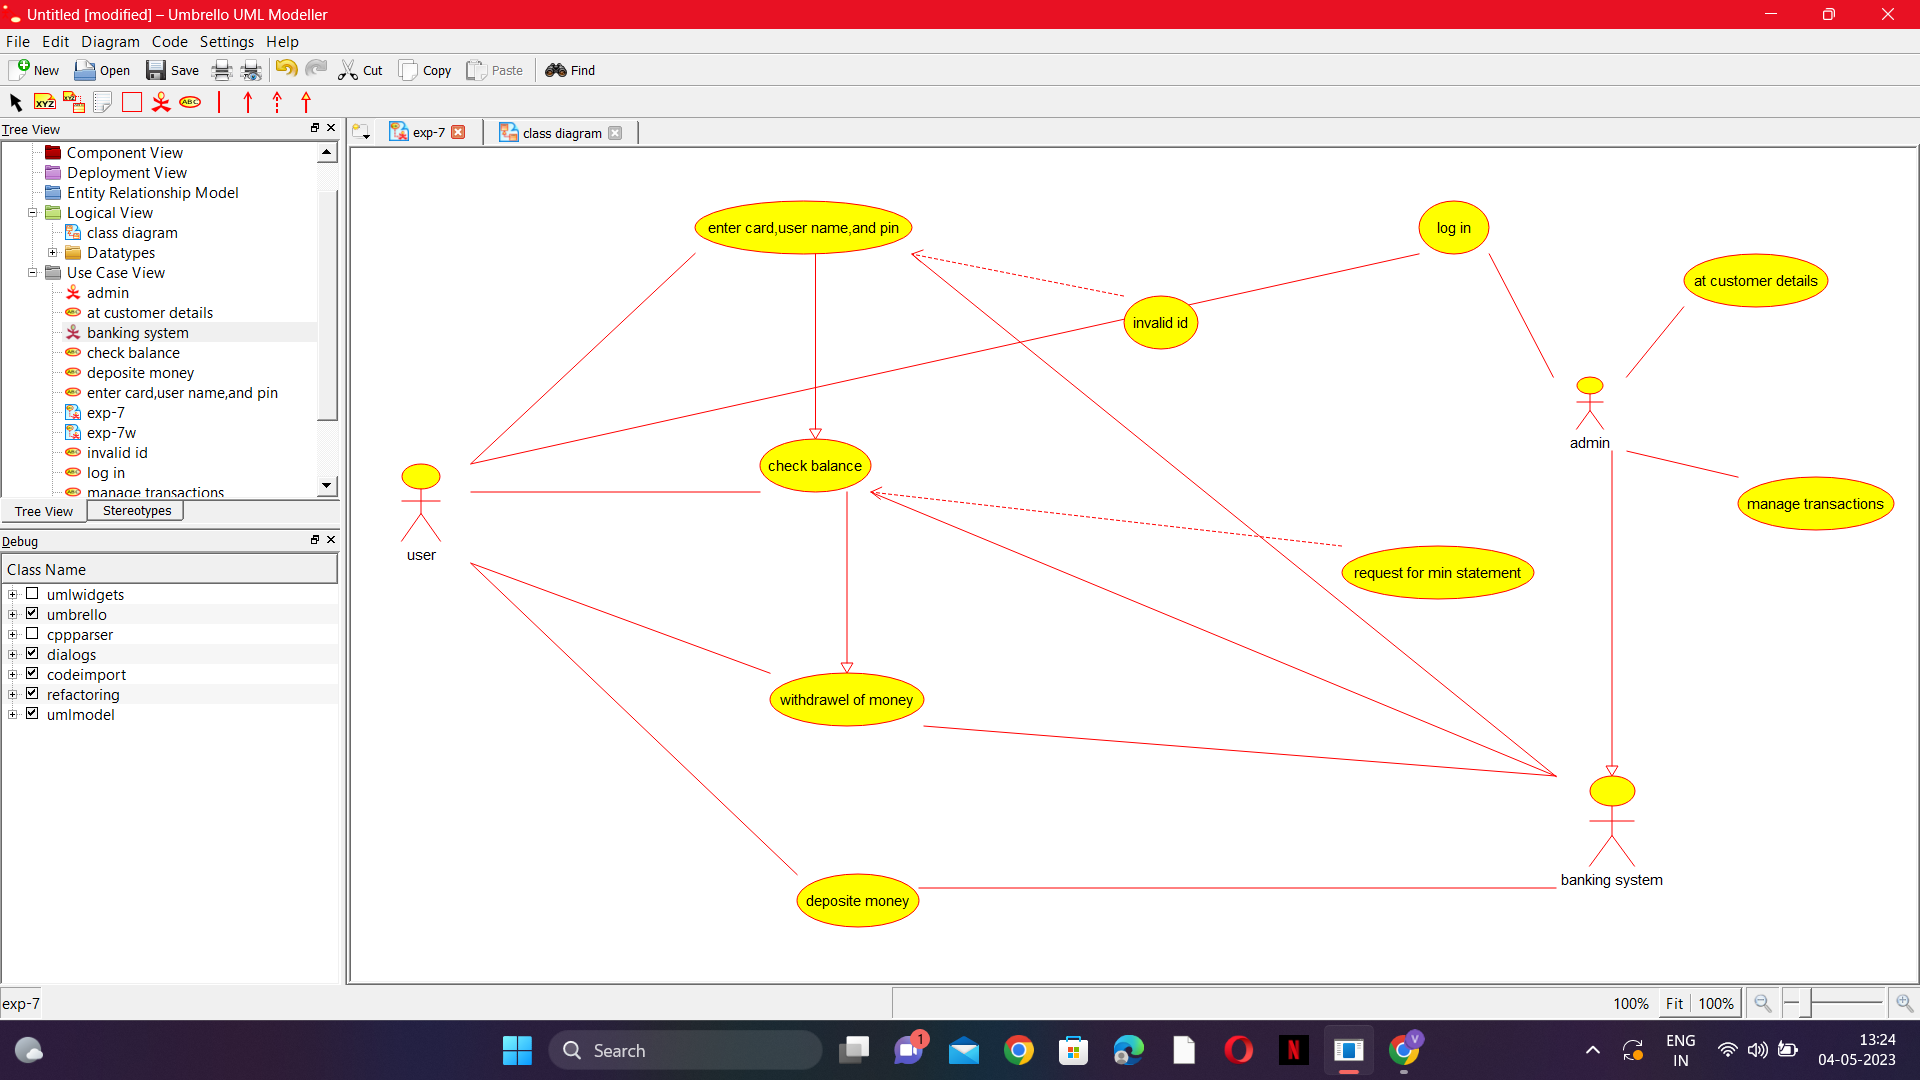 Untitled [modified] – Umbrello UML Modeller
File Edit Diagram Code Settings Help
New Open Save Cut Copy Paste Find
XYZ XYZ ABC
Tree View
Component View
Deployment View
Entity Relationship Model
Logical View
class diagram
Datatypes
Use Case View
admin
at customer details
banking system
check balance
deposite money
enter card,user name,and pin
exp-7
exp-7w
invalid id
log in
manage transactions
Tree View Stereotypes
Debug
Class Name
umlwidgets
umbrello
cppparser
dialogs
codeimport
refactoring
umlmodel
exp-7 class diagram
enter card,user name,and pin
log in
at customer details
invalid id
admin
check balance
manage transactions
user
request for min statement
withdrawel of money
banking system
deposite money
exp-7
100% Fit 100%
Search
1
N
V
ENG
IN
13:24
04-05-2023